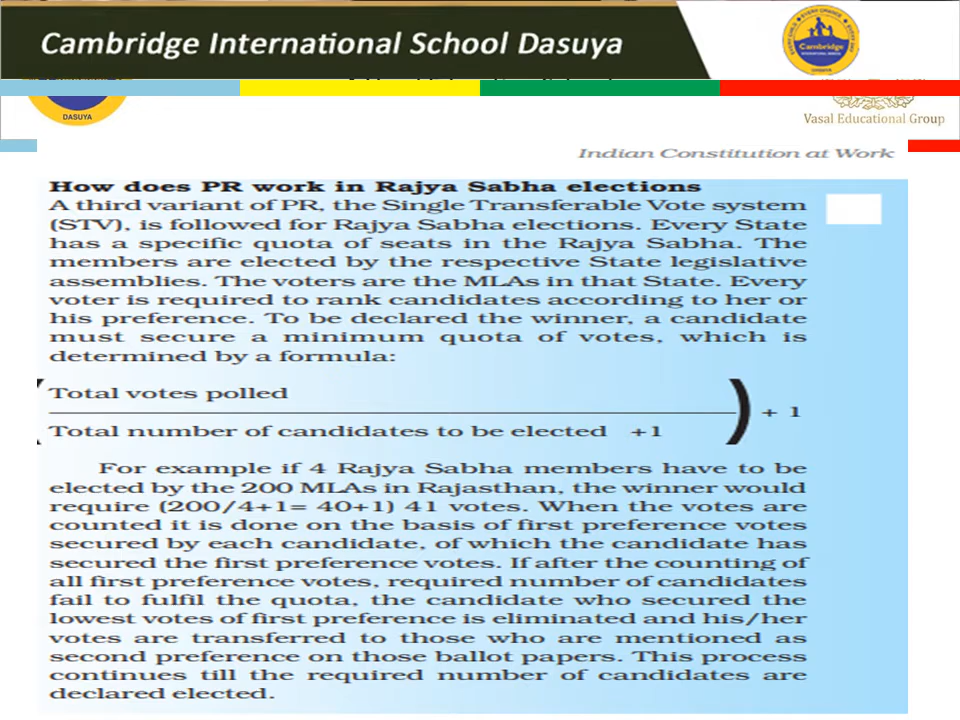 Cambridge International School Dasuya
Cambridge
DASUYA
Vasal Educational Group
Indian Constitution at Work
How does PR work in Rajya Sabha elections
A third variant of PR, the Single Transferable Vote system
(STV), is followed for Rajya Sabha elections. Every State
has a specific quota of seats in the Rajya Sabha. The
members are elected by the respective State legislative
assemblies. The voters are the MLAs in that State. Every
voter is required to rank candidates according to her or
his preference. To be declared the winner, a candidate
must secure a minimum quota of votes, which is
determined by a formula:
( Total votes polled
Total number of candidates to be elected +1 ) + 1
For example if 4 Rajya Sabha members have to be
elected by the 200 MLAs in Rajasthan, the winner would
require (200/4+1= 40+1) 41 votes. When the votes are
counted it is done on the basis of first preference votes
secured by each candidate, of which the candidate has
secured the first preference votes. If after the counting of
all first preference votes, required number of candidates
fail to fulfil the quota, the candidate who secured the
lowest votes of first preference is eliminated and his/her
votes are transferred to those who are mentioned as
second preference on those ballot papers. This process
continues till the required number of candidates are
declared elected.